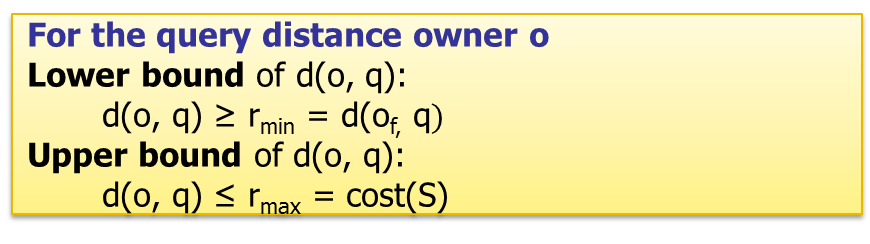 For the query distance owner o
Lower bound of d(o, q):
d(o, q) ≥ rmin = d(of, q)
Upper bound of d(o, q):
d(o, q) ≤ rmax = cost(S)